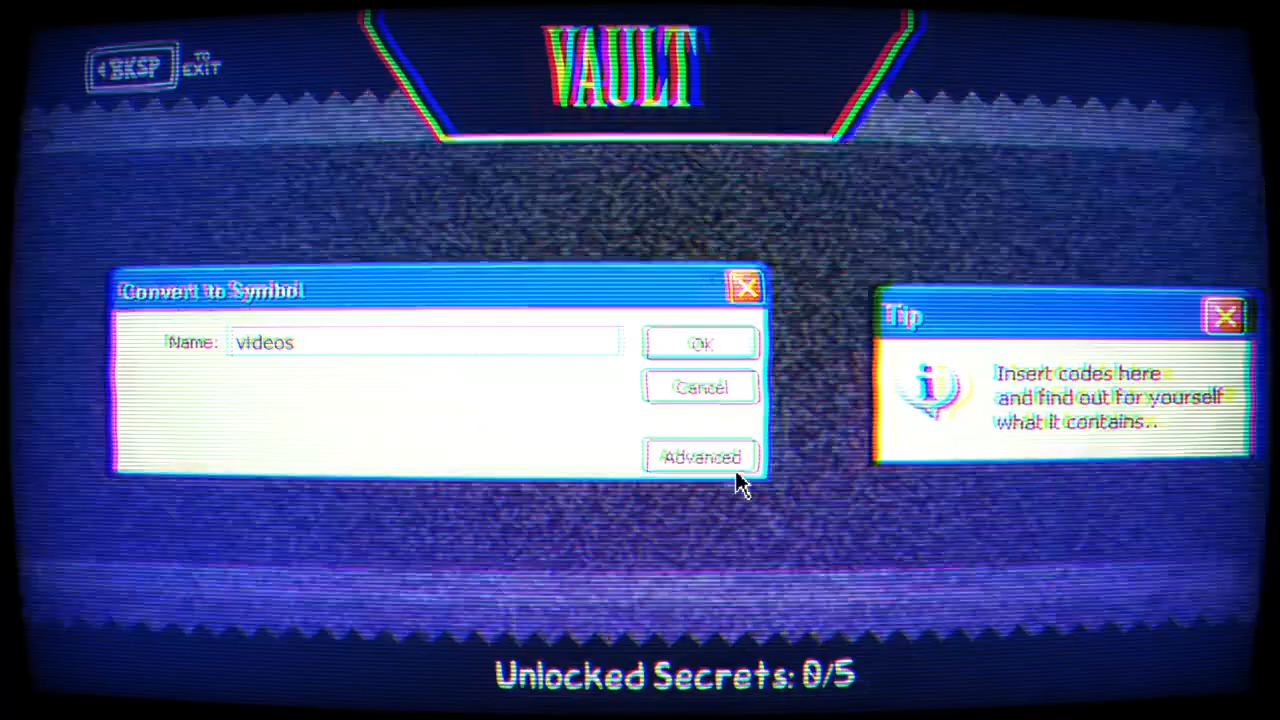 BKSP
TO
EXIT
VAULT
Convert to Symbol
Name: videos
OK
Cancel
Advanced
Tip
Insert codes here
and find out for yourself
what it contains..
Unlocked Secrets: 0/5